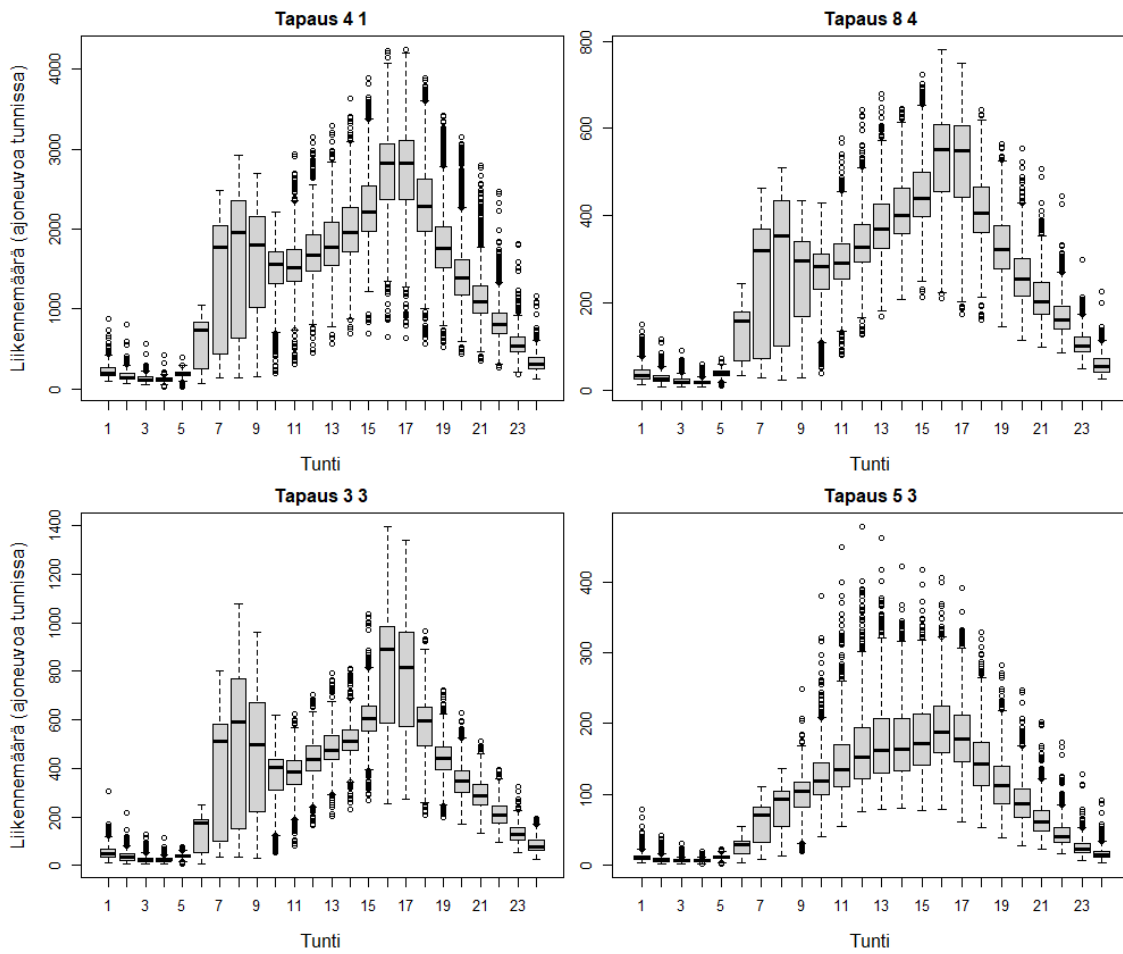 Tapaus 4 1
Liikennemäärä (ajoneuvoa tunnissa)
0 1000 2000 3000 4000
1 3 5 7 9 11 13 15 17 19 21 23
Tunti
Tapaus 8 4
0 200 400 600 800
1 3 5 7 9 11 13 15 17 19 21 23
Tunti
Tapaus 3 3
Liikennemäärä (ajoneuvoa tunnissa)
0 200 400 600 800 1000 1200 1400
1 3 5 7 9 11 13 15 17 19 21 23
Tunti
Tapaus 5 3
0 100 200 300 400
1 3 5 7 9 11 13 15 17 19 21 23
Tunti